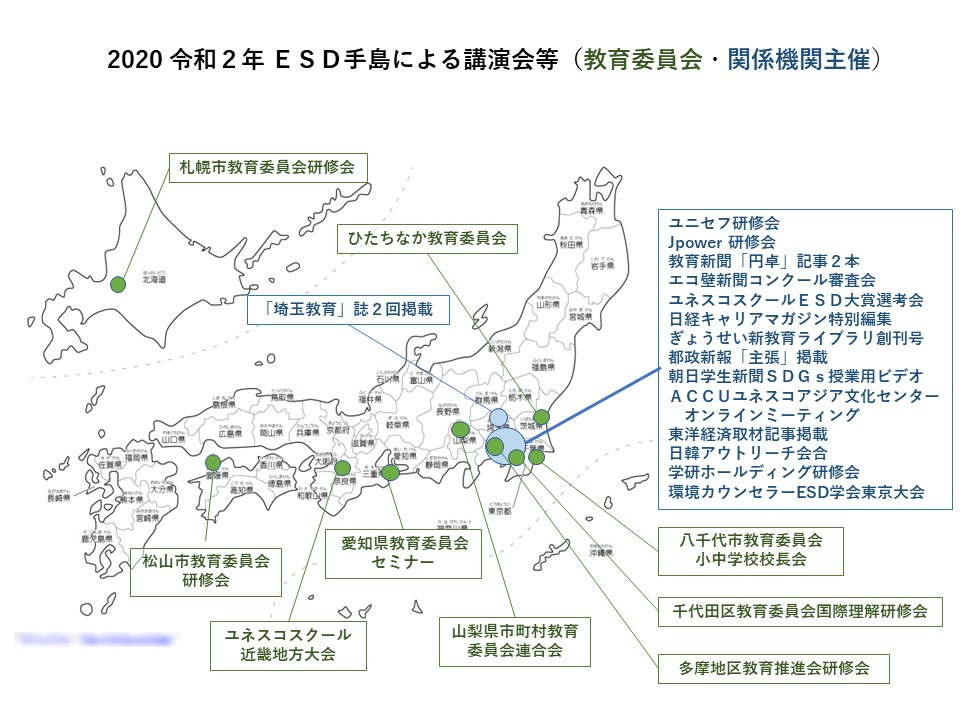 2020 令和２年 ＥＳＤ手島による講演会等（教育委員会・関係機関主催）
札幌市教育委員会研修会
ひたちなか教育委員会
「埼玉教育」誌２回掲載
ユニセフ研修会
Jpower 研修会
教育新聞「円卓」記事２本
エコ壁新聞コンクール審査会
ユネスコスクールＥＳＤ大賞選考会
日経キャリアマガジン特別編集
ぎょうせい新教育ライブラリ創刊号
都政新報「主張」掲載
朝日学生新聞ＳＤＧｓ授業用ビデオ
ＡＣＣＵユネスコアジア文化センター
オンラインミーティング
東洋経済取材記事掲載
日韓アウトリーチ会合
学研ホールディング研修会
環境カウンセラーESD学会東京大会
北海道
青森県
秋田県
岩手県
山形県
宮城県
新潟県
福島県
石川県
富山県
福井県
長野県
群馬県
栃木県
茨城県
山梨県
岐阜県
静岡県
愛知県
三重県
滋賀県
京都府
大阪府
兵庫県
奈良県
和歌山県
鳥取県
島根県
岡山県
広島県
山口県
香川県
徳島県
愛媛県
高知県
福岡県
佐賀県
長崎県
大分県
熊本県
宮崎県
鹿児島県
東京都
沖縄県
松山市教育委員会
研修会
愛知県教育委員会
セミナー
八千代市教育委員会
小中学校校長会
千代田区教育委員会国際理解研修会
ユネスコスクール
近畿地方大会
山梨県市町村教育
委員会連合会
多摩地区教育推進会研修会